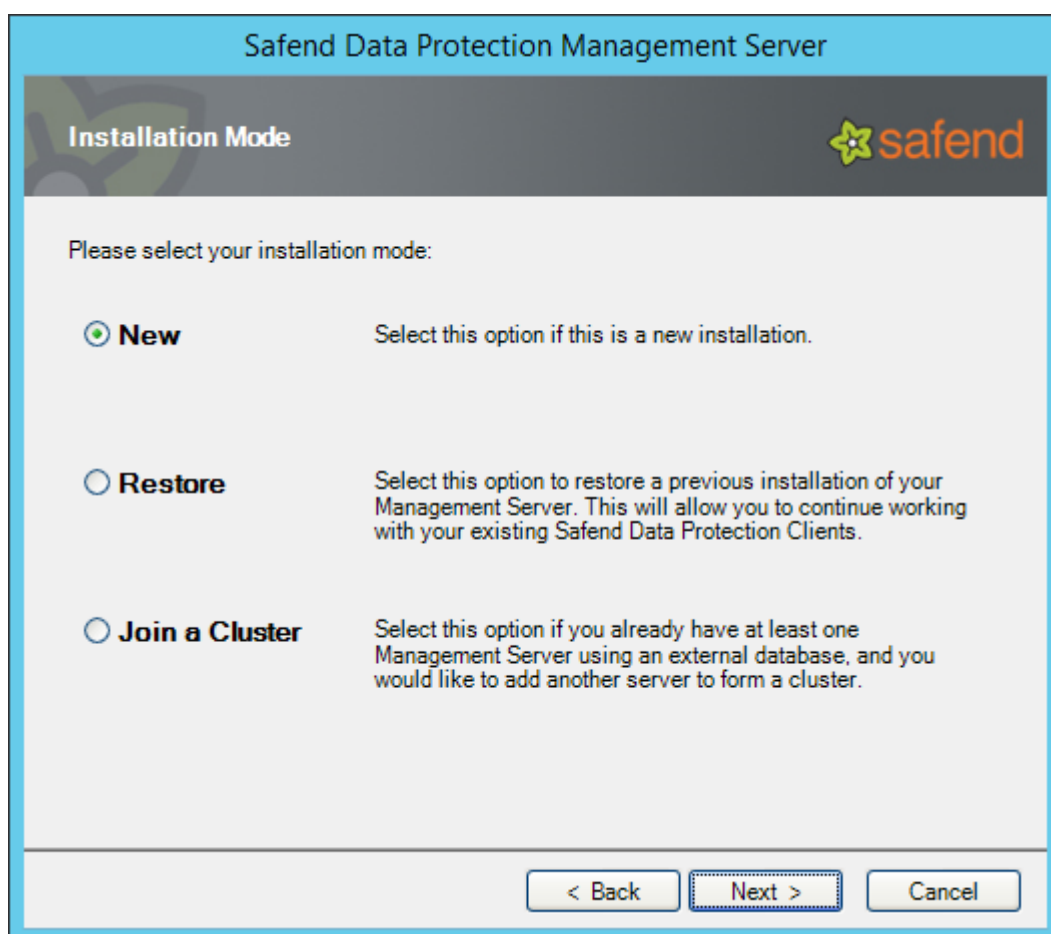 Safend Data Protection Management Server
Installation Mode
safend
Please select your installation mode:
New
Select this option if this is a new installation.
Restore
Select this option to restore a previous installation of your
Management Server. This will allow you to continue working
with your existing Safend Data Protection Clients.
Join a Cluster
Select this option if you already have at least one
Management Server using an external database, and you
would like to add another server to form a cluster.
< Back
Next >
Cancel